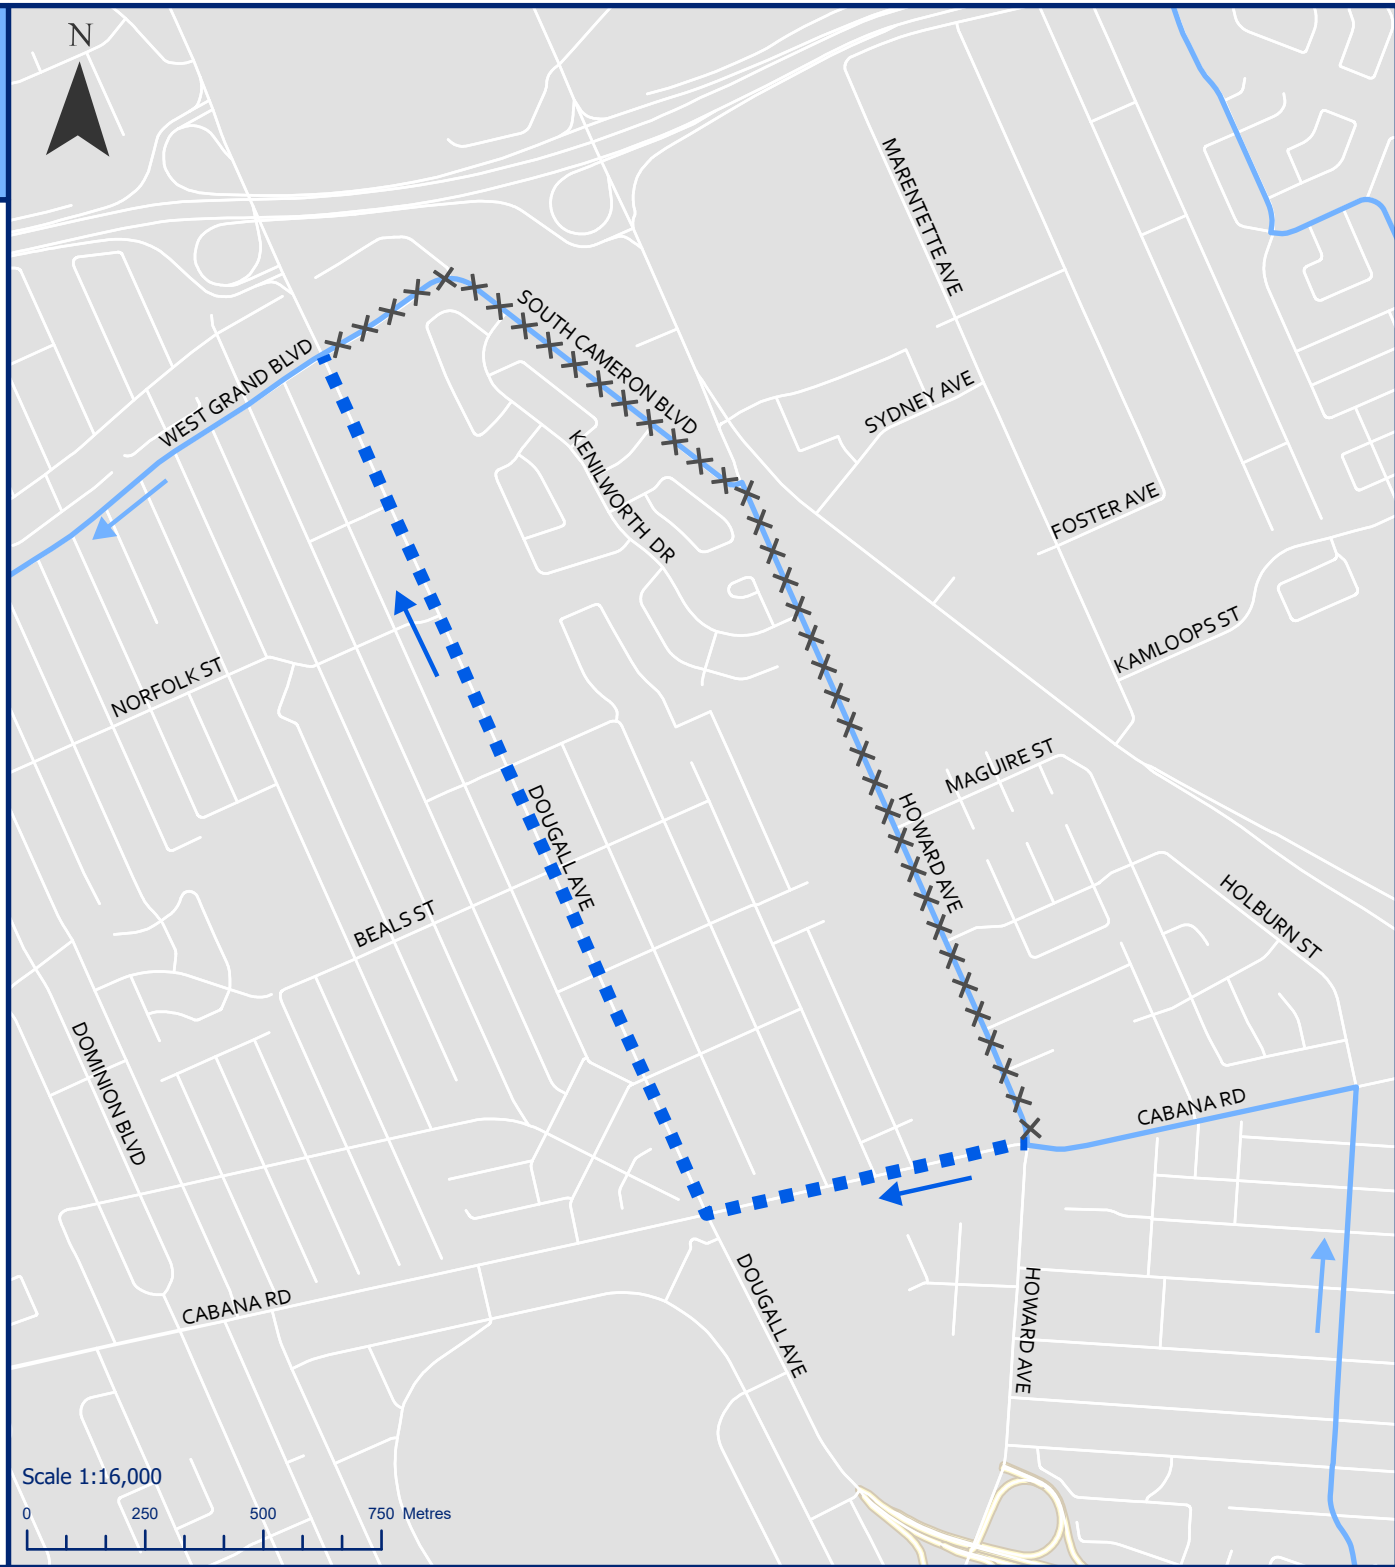 N
MARENTETTE AVE
SOUTH CAMERON BLVD
WEST GRAND BLVD
SYDNEY AVE
KENILWORTH DR
FOSTER AVE
KAMLOOPS ST
NORFOLK ST
MAGUIRE ST
DOUGALL AVE
HOWARD AVE
HOLBURN ST
BEALS ST
DOMINION BLVD
CABANA RD
DOUGALL AVE
HOWARD AVE
CABANA RD
Scale 1:16,000
0 250 500 750 Metres